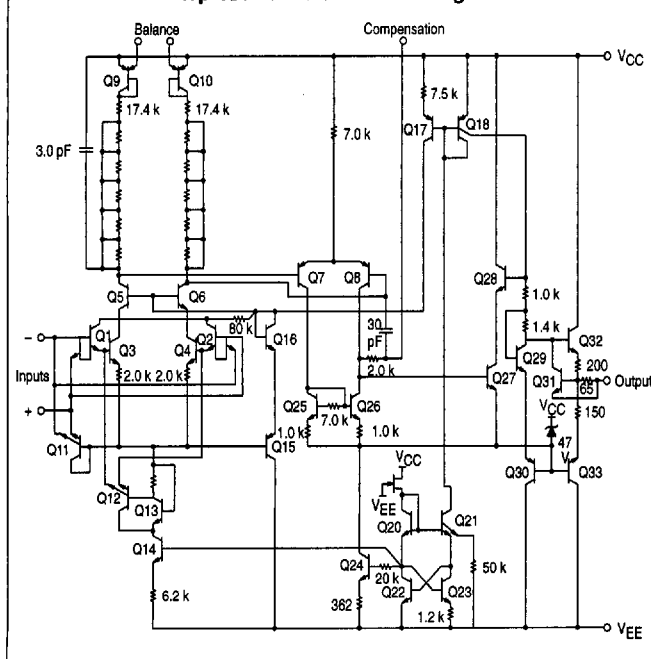 Balance
Compensation
VCC
Q9
Q10
7.5 k
17.4 k
17.4 k
Q17
Q18
7.0 k
3.0 pF
Q7
Q8
Q28
Q5
Q6
1.0 k
30 pF
1.4 k
80 k
Q16
Q1
Q2
Q32
Q3
Q4
Q29
200
2.0 k
Q31
Output
2.0 k
2.0 k
Q27
65
Inputs
−
+
Q25
Q26
VCC
150
7.0 k
Q11
1.0 k
1.0 k
47 V
Q15
Q30
Q33
VCC
Q12
Q13
VEE
Q20
Q21
Q14
Q24
20 k
50 k
Q22
Q23
6.2 k
362
1.2 k
VEE